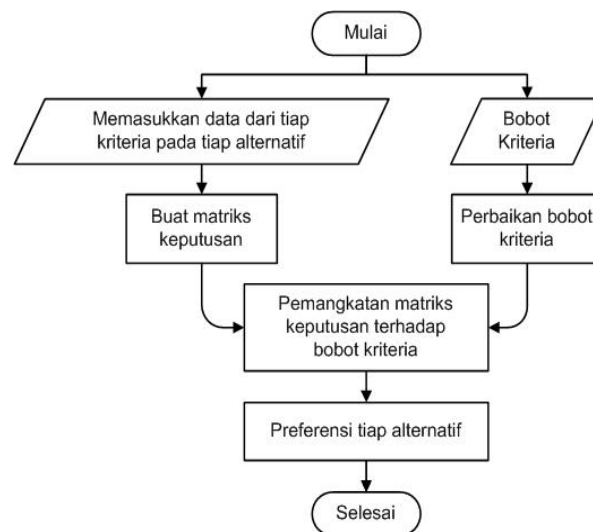 Mulai
Memasukkan data dari tiap
kriteria pada tiap alternatif
Bobot
Kriteria
Buat matriks
keputusan
Perbaikan bobot
kriteria
Pemangkatan matriks
keputusan terhadap
bobot kriteria
Preferensi tiap alternatif
Selesai